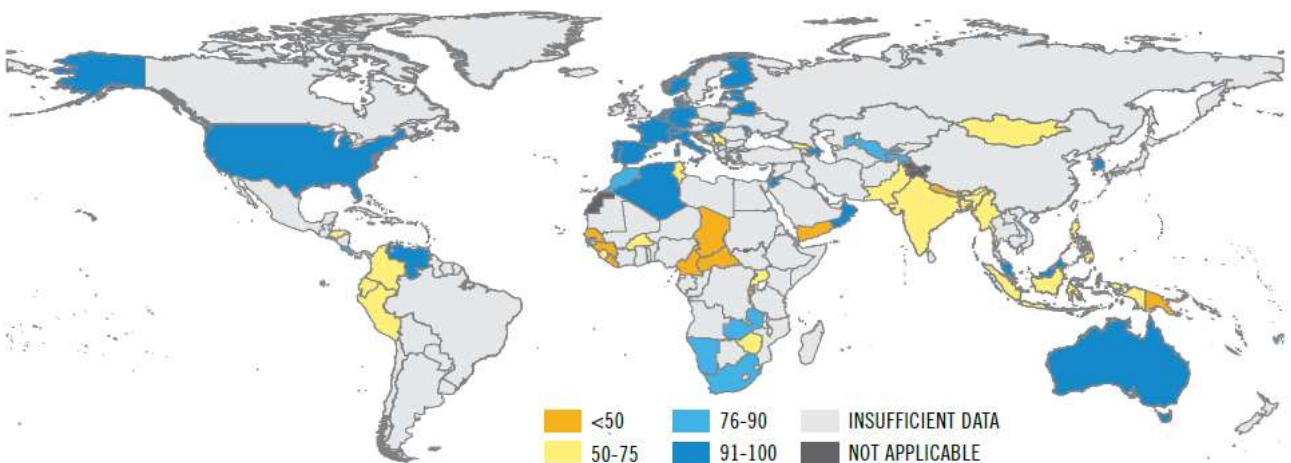 <50 76-90 INSUFFICIENT DATA
50-75 91-100 NOT APPLICABLE